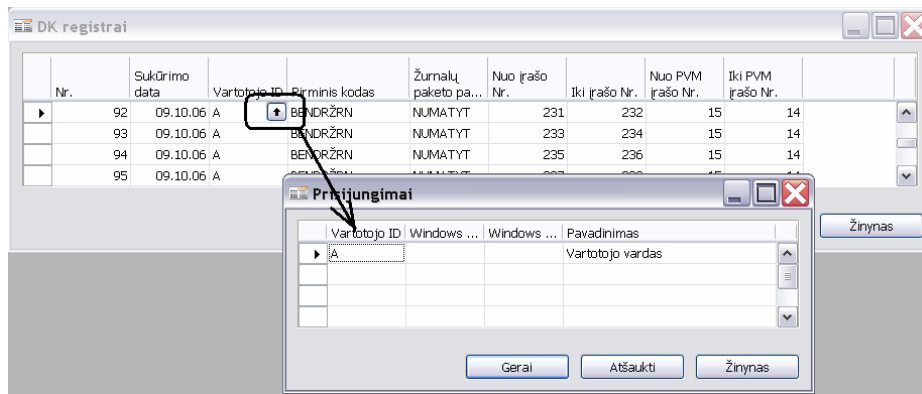 DK registrai
Nr. Sukūrimo data Vartotojo ID Pirminis kodas Žurnalų paketo pa... Nuo įrašo Nr. Iki įrašo Nr. Nuo PVM įrašo Nr. Iki PVM įrašo Nr.
92 09.10.06 A BENDRŽRN NUMATYT 231 232 15 14
93 09.10.06 A BENDRŽRN NUMATYT 233 234 15 14
94 09.10.06 A BENDRŽRN NUMATYT 235 236 15 14
95 09.10.06 A
Žinynas
Prisijungimai
Vartotojo ID Windows ... Windows ... Pavadinimas
A Vartotojo vardas
Gerai Atšaukti Žinynas